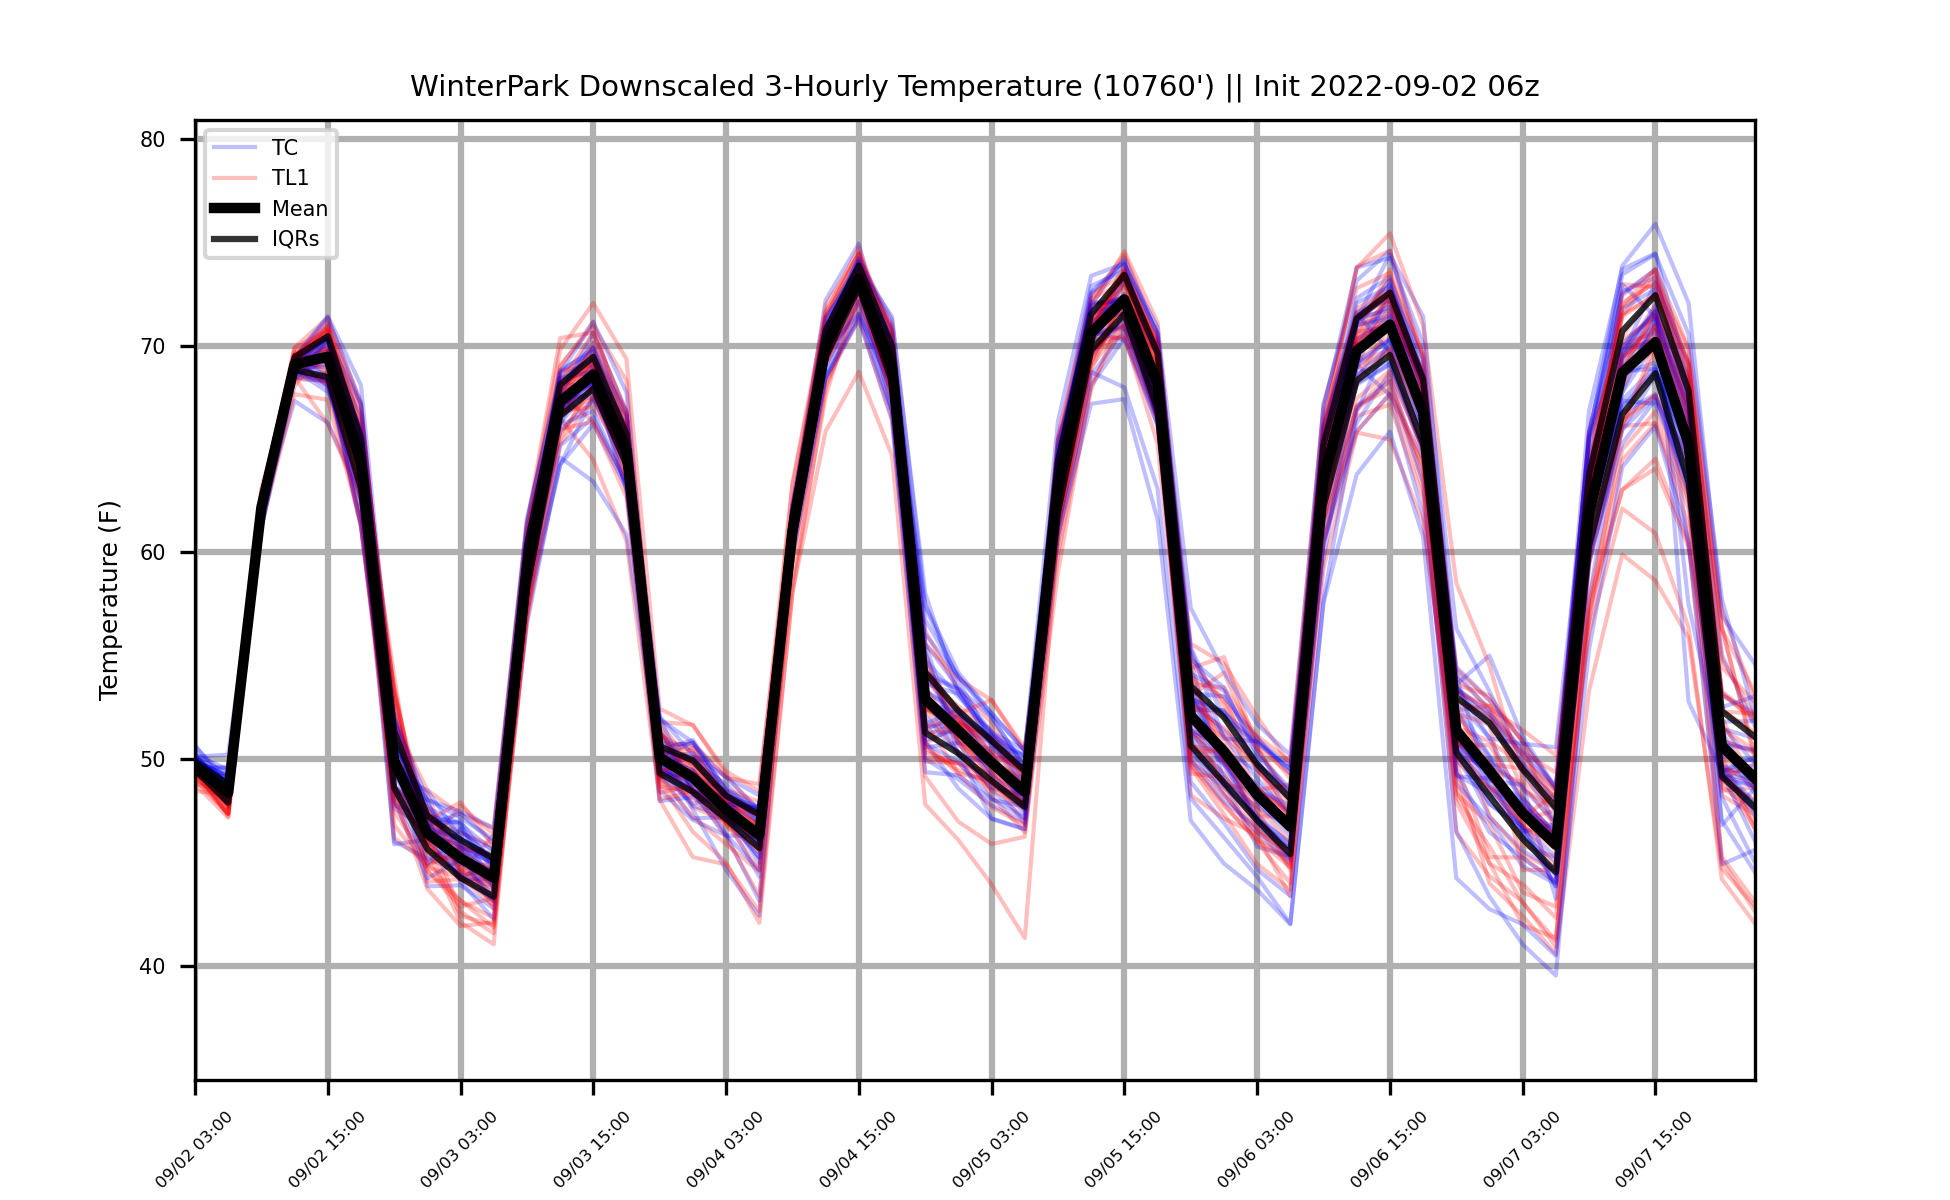 WinterPark Downscaled 3-Hourly Temperature (10760') || Init 2022-09-02 06z
TC
TL1
Mean
IQRs
Temperature (F)
80
70
60
50
40
09/02 03:00
09/02 15:00
09/03 03:00
09/03 15:00
09/04 03:00
09/04 15:00
09/05 03:00
09/05 15:00
09/06 03:00
09/06 15:00
09/07 03:00
09/07 15:00